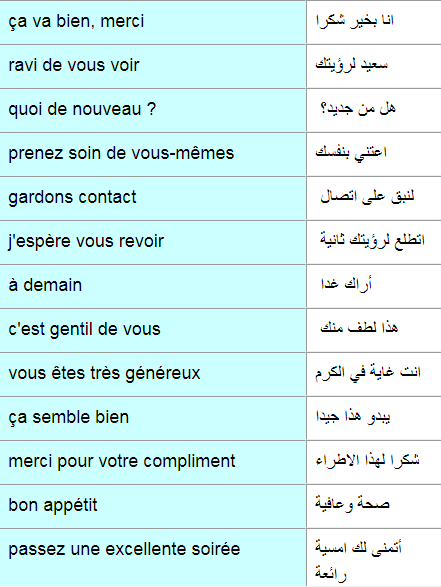 ça va bien, merci انا بخير شكرا
ravi de vous voir سعيد لرؤيتك
quoi de nouveau ? هل من جديد؟
prenez soin de vous-mêmes اعتني بنفسك
gardons contact لنبق على اتصال
j'espère vous revoir اتطلع لرؤيتك ثانية
à demain أراك غدا
c'est gentil de vous هذا لطف منك
vous êtes très généreux انت غاية في الكرم
ça semble bien يبدو هذا جيدا
merci pour votre compliment شكرا لهذا الاطراء
bon appétit صحة وعافية
passez une excellente soirée أتمنى لك امسية
رائعة